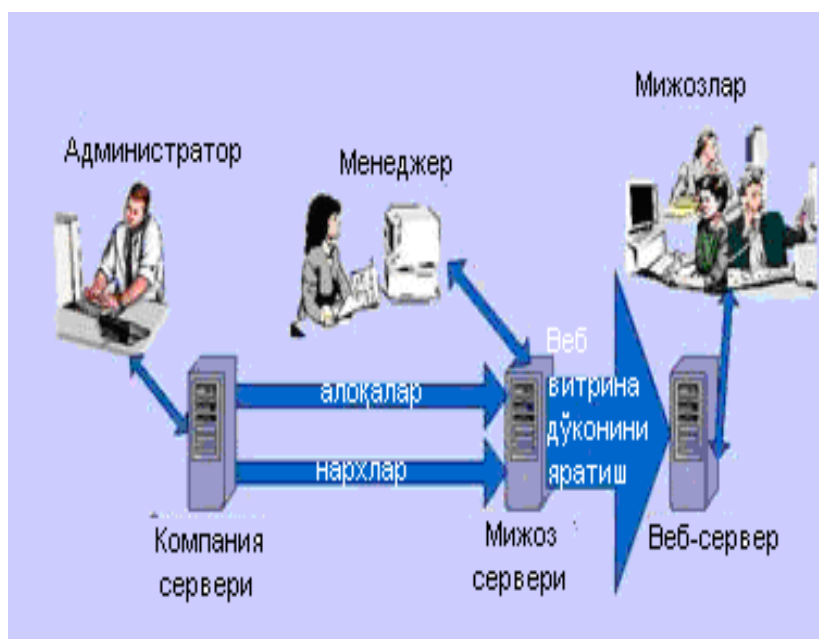 Мижозлар
Администратор
Менеджер
Веб
витрина
дўконини
яратиш
алоқалар
нархлар
Компания
сервери
Мижоз
сервери
Веб-сервер